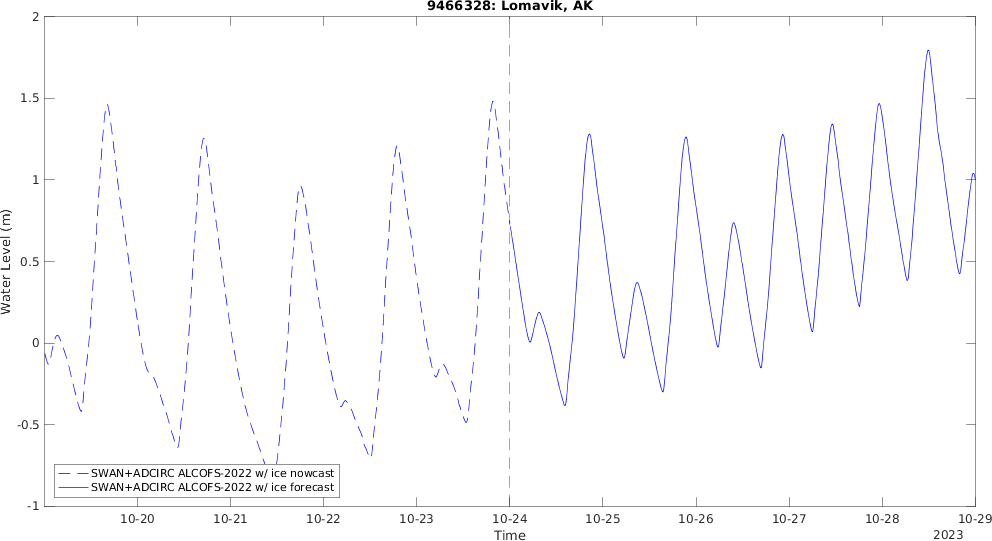 9466328: Lomavik, AK
2
1.5
1
0.5
0
-0.5
-1
Water Level (m)
SWAN+ADCIRC ALCOFS-2022 w/ ice nowcast
SWAN+ADCIRC ALCOFS-2022 w/ ice forecast
10-20 10-21 10-22 10-23 10-24 10-25 10-26 10-27 10-28 10-29
Time
2023